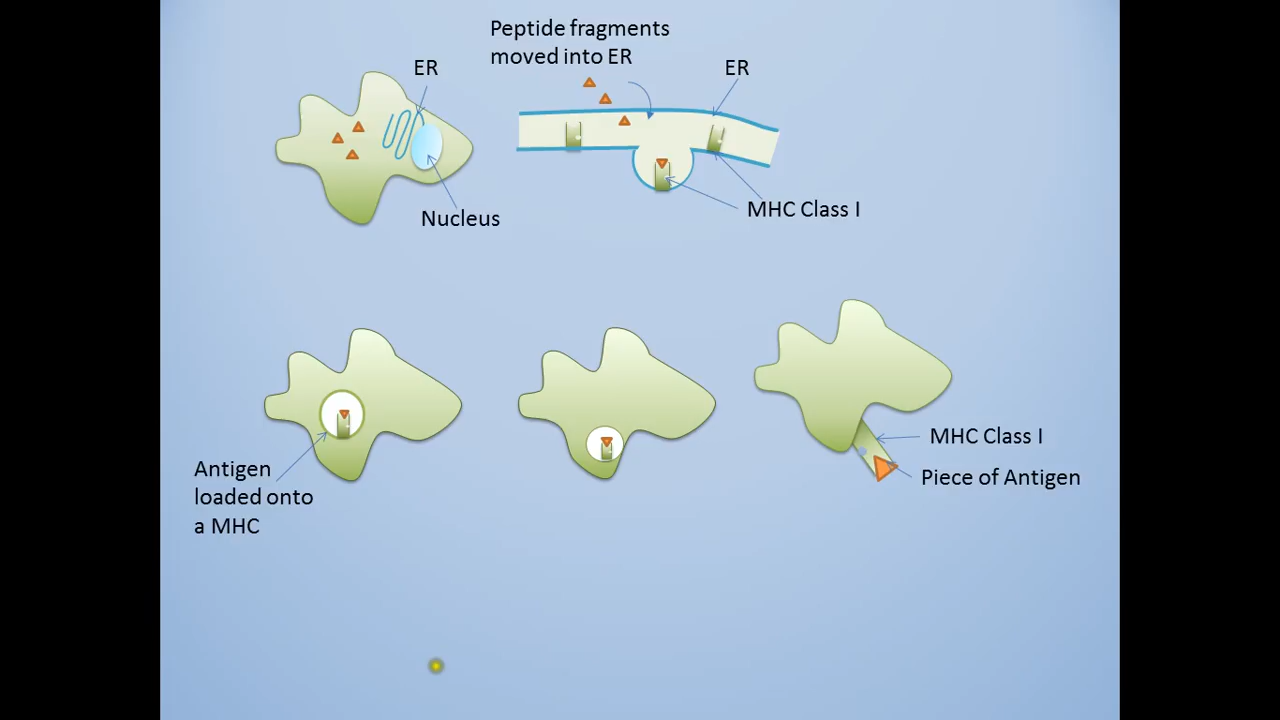 Peptide fragments
moved into ER
ER
ER
Nucleus
MHC Class I
Antigen
loaded onto
a MHC
MHC Class I
Piece of Antigen